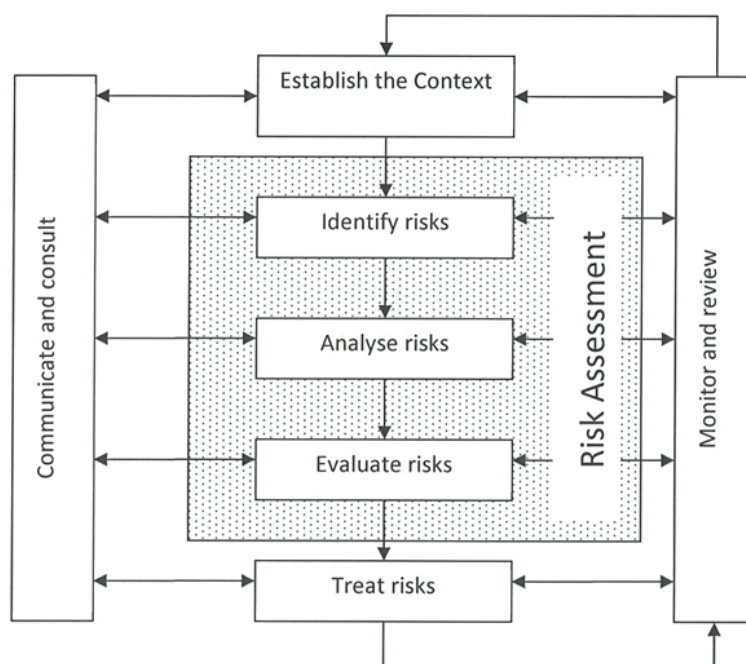 Establish the Context
Communicate and consult
Identify risks
Analyse risks
Evaluate risks
Risk Assessment
Monitor and review
Treat risks